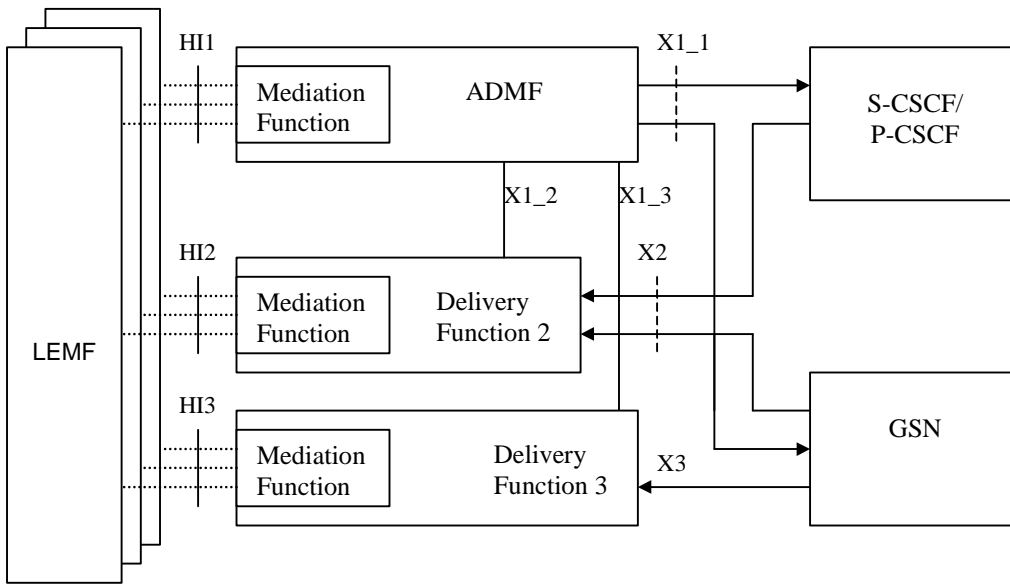 HI1
X1_1
Mediation
Function
ADMF
S-CSCF/
P-CSCF
X1_2
X1_3
HI2
X2
Mediation
Function
Delivery
Function 2
LEMF
HI3
Mediation
Function
Delivery
Function 3
X3
GSN